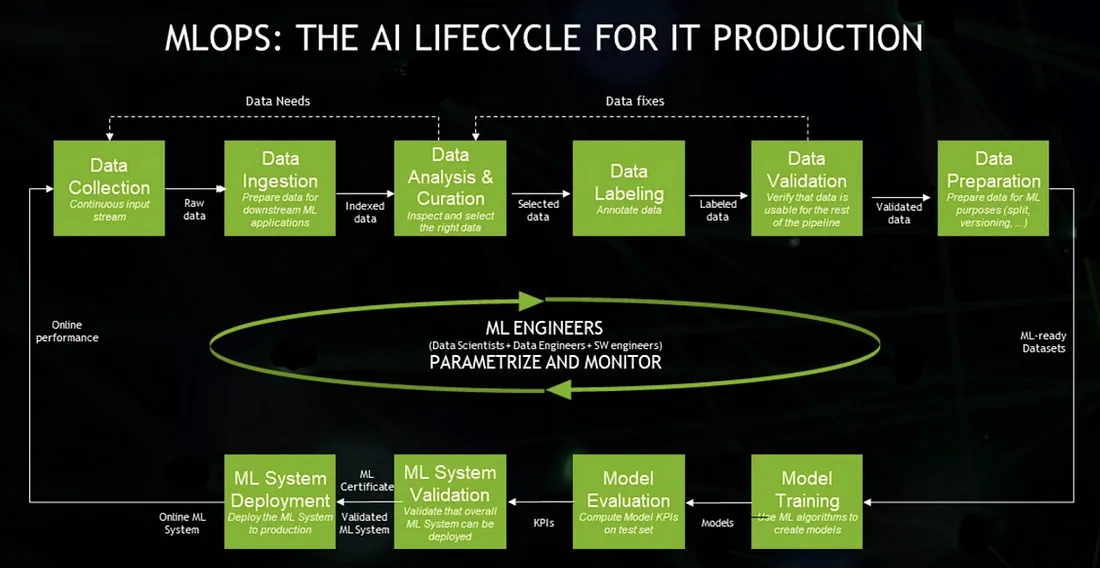 MLOPS: THE AI LIFECYCLE FOR IT PRODUCTION
Data Needs
Data fixes
Data
Collection
Continuous input
stream
Raw
data
Data
Ingestion
Prepare data for
downstream ML
applications
Indexed
data
Data
Analysis &
Curation
Inspect and select
the right data
Selected
data
Data
Labeling
Annotate data
Labeled
data
Data
Validation
Verify that data is
usable for the rest
of the pipeline
Validated
data
Data
Preparation
Prepare data for ML
purposes (split,
versioning, ...)
Online
performance
ML ENGINEERS
(Data Scientists+ Data Engineers+ SW engineers)
PARAMETRIZE AND MONITOR
ML-ready
Datasets
Online ML
System
ML System
Deployment
Deploy the ML System
to production
ML
Certificate
Validated
ML System
ML System
Validation
Validate that overall
ML System can be
deployed
KPIs
Model
Evaluation
Compute Model KPIs
on test set
Models
Model
Training
Use ML algorithms to
create models